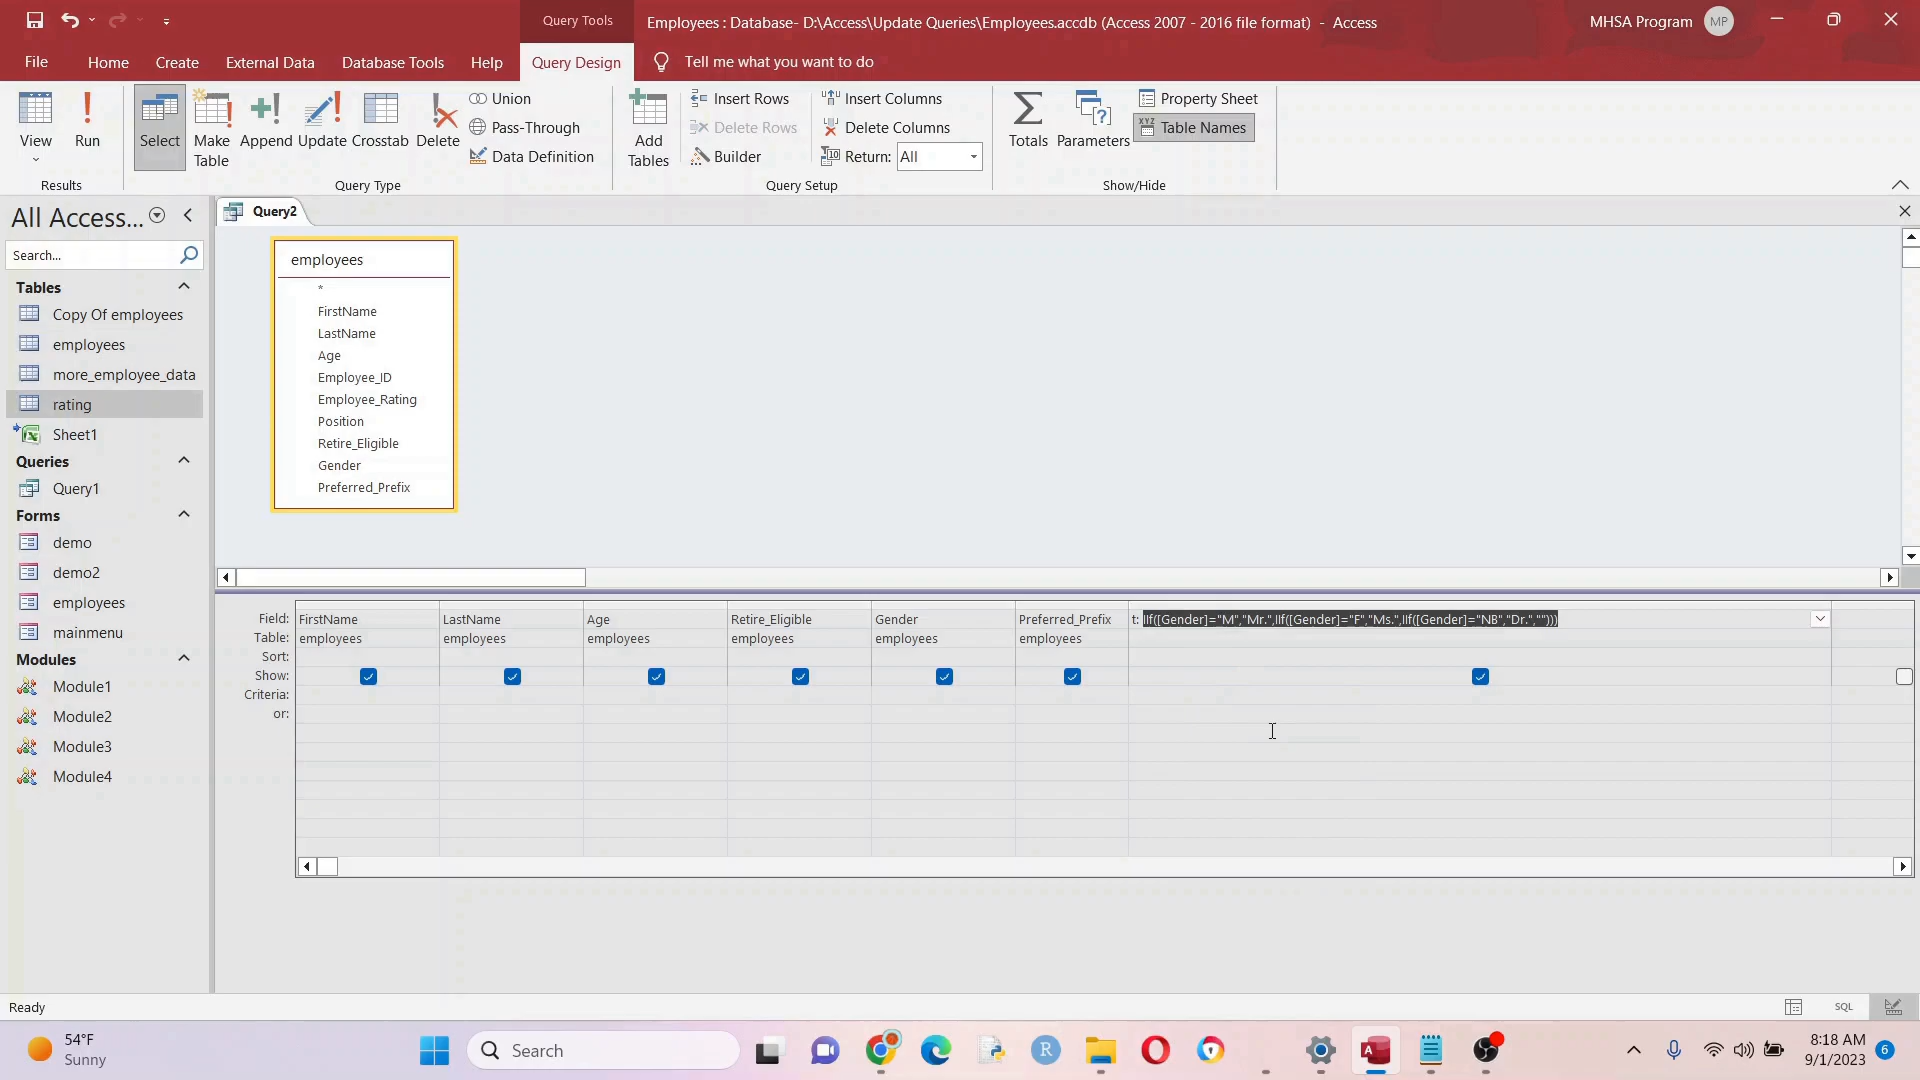 Query Tools
Employees : Database- D:\Access\Update Queries\Employees.accdb (Access 2007 - 2016 file format) - Access
MHSA Program
MP
File
Home
Create
External Data
Database Tools
Help
Query Design
Tell me what you want to do
View
Run
Select
Make Table
Append
Update
Crosstab
Delete
Union
Pass-Through
Data Definition
Add Tables
Insert Rows
Delete Rows
Builder
Insert Columns
Delete Columns
Return: All
Totals
Parameters
Property Sheet
Table Names
Results
Query Type
Query Setup
Show/Hide
All Access...
Search...
Tables
Copy Of employees
employees
more_employee_data
rating
Sheet1
Queries
Query1
Forms
demo
demo2
employees
mainmenu
Modules
Module1
Module2
Module3
Module4
Query2
employees
*
FirstName
LastName
Age
Employee_ID
Employee_Rating
Position
Retire_Eligible
Gender
Preferred_Prefix
Field: FirstName LastName Age Retire_Eligible Gender Preferred_Prefix t: IIf([Gender]="M","Mr.",IIf([Gender]="F","Ms.",IIf([Gender]="NB","Dr.","")))
Table: employees employees employees employees employees employees
Sort:
Show:
Criteria:
or:
Ready
SQL
54°F
Sunny
Search
8:18 AM
9/1/2023
6